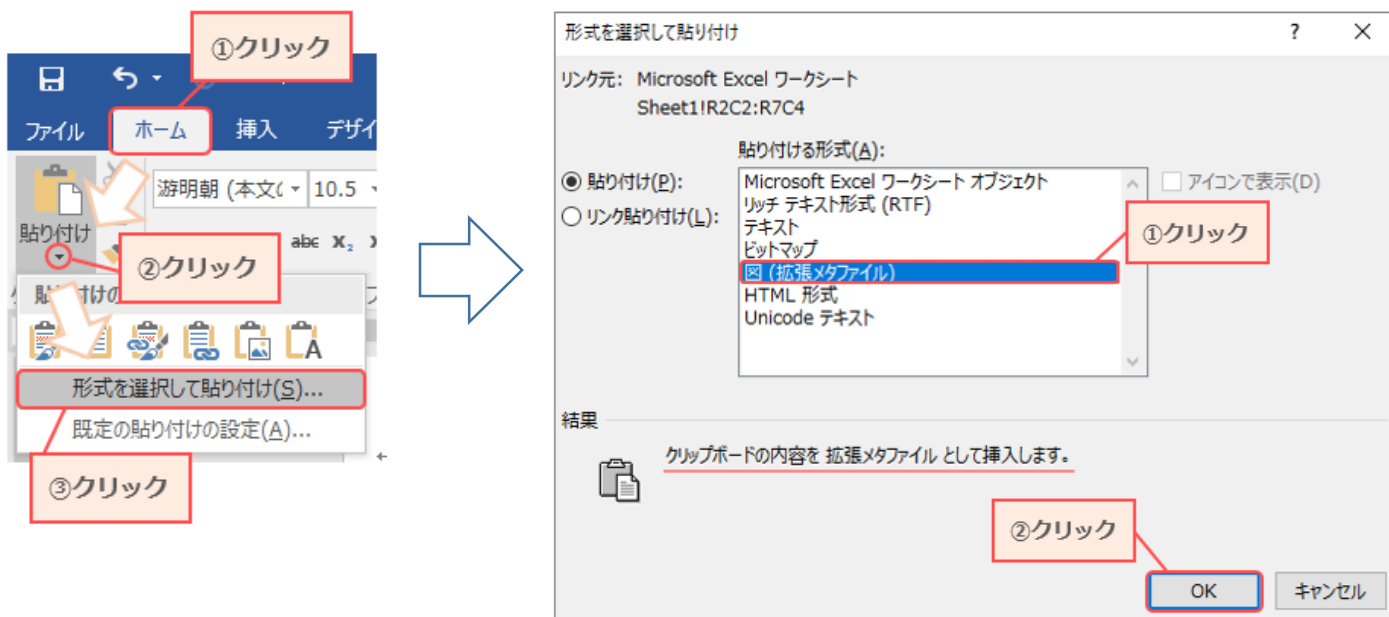 ①クリック
ファイル ホーム 挿入 デザイ
游明朝 (本文の 10.5
貼り付け
abc X₂
②クリック
貼り付けの
形式を選択して貼り付け(S)...
既定の貼り付けの設定(A)...
③クリック
形式を選択して貼り付け ? ×
リンク元: Microsoft Excel ワークシート
Sheet1!R2C2:R7C4
貼り付ける形式(A):
貼り付け(P):
リンク貼り付け(L):
Microsoft Excel ワークシート オブジェクト
リッチ テキスト形式 (RTF)
テキスト
ビットマップ
図 (拡張メタファイル)
HTML 形式
Unicode テキスト
アイコンで表示(D)
①クリック
結果
クリップボードの内容を 拡張メタファイル として挿入します。
②クリック
OK キャンセル